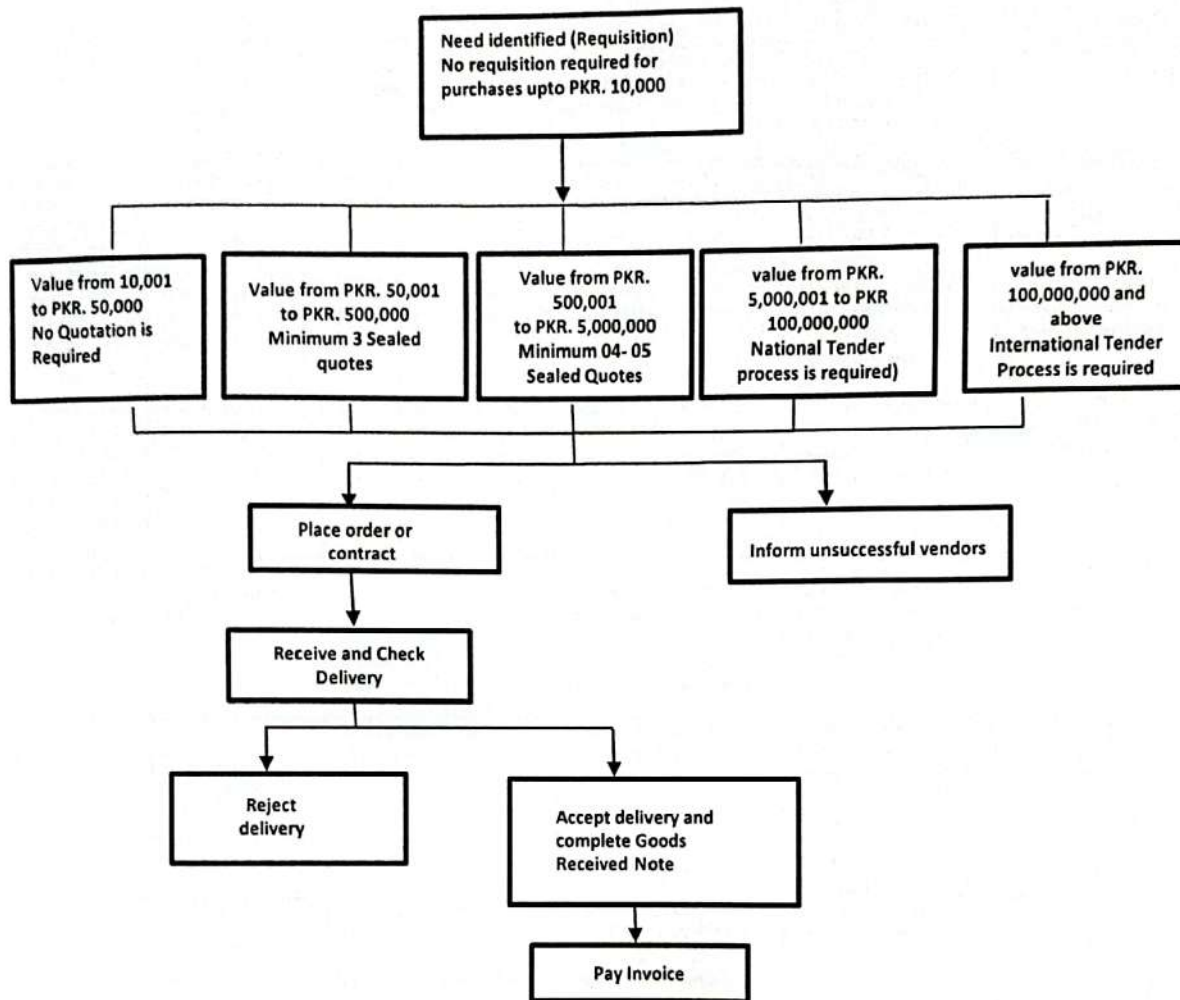 Need identified (Requisition)
No requisition required for
purchases upto PKR. 10,000
Value from 10,001
to PKR. 50,000
No Quotation is
Required
Value from PKR. 50,001
to PKR. 500,000
Minimum 3 Sealed
quotes
Value from PKR.
500,001
to PKR. 5,000,000
Minimum 04- 05
Sealed Quotes
value from PKR.
5,000,001 to PKR
100,000,000
National Tender
process is required)
value from PKR.
100,000,000 and
above
International Tender
Process is required
Place order or
contract
Inform unsuccessful vendors
Receive and Check
Delivery
Reject
delivery
Accept delivery and
complete Goods
Received Note
Pay Invoice